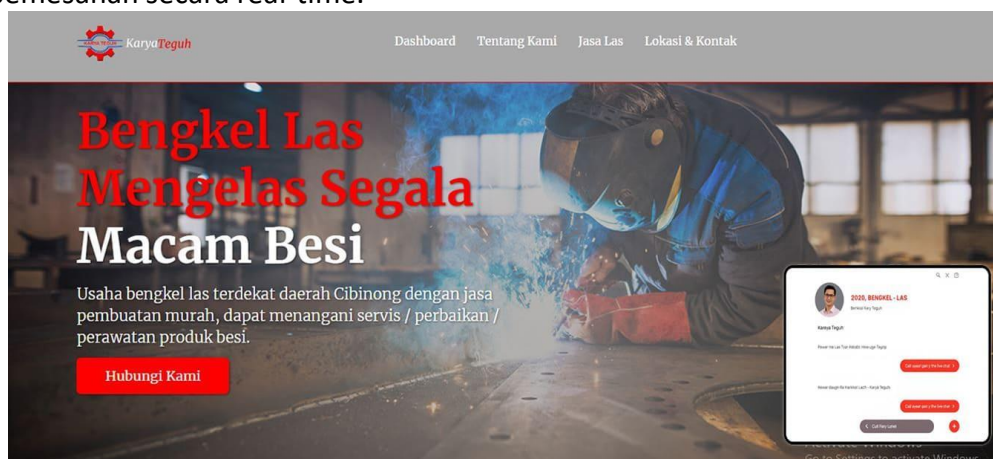 pemesanan secara real-time.
KARYA TEGUH
KaryaTeguh
Dashboard Tentang Kami Jasa Las Lokasi & Kontak
Bengkel Las
Mengelas Segala
Macam Besi
Usaha bengkel las terdekat daerah Cibinong dengan jasa
pembuatan murah, dapat menangani servis / perbaikan /
perawatan produk besi.
Hubungi Kami
2020, BENGKEL - LAS
Karaya Teguh
Activate Windows
Go to Settings to activate Windows.